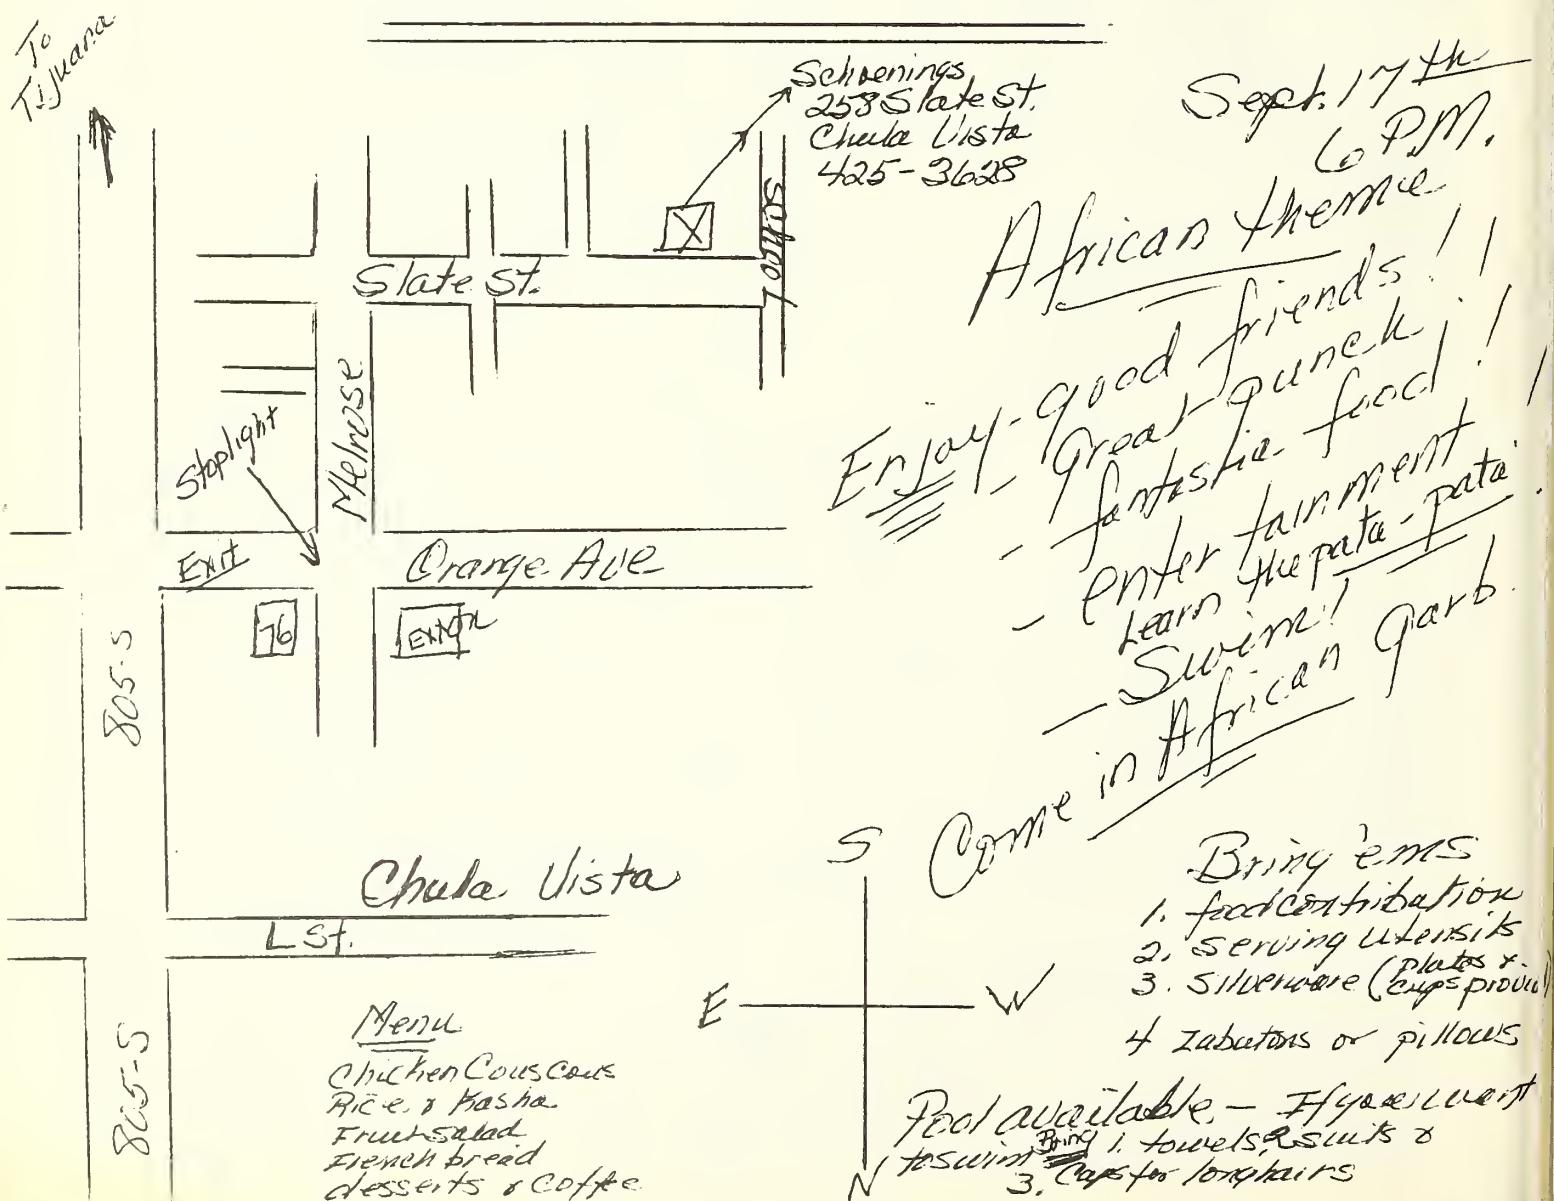 To
Tijuana
Schoenings
258 Slate St.
Chula Vista
425-3628
Sept. 17th
6 P.M.
African theme
Slate St.
Melrose
Stoplight
Exit
Orange Ave
76
EXXON
805-S
Enjoy - good friends!!
- great punch!
- fantastic food!
- entertainment!
Learn the pata-pata!
- Swim!
Come in African garb.
Chula Vista
L St.
805-S
S
E
W
N
Menu
Chicken Cous Cous
Rice & Kasha
Fruit salad
French bread
desserts & Coffee
Bring 'ems
1. food contribution
2. serving utensils
3. Silverware (plates & cups
4 zabutons or pillows
Pool available - If you want
to swim Bring 1. towels, 2 suits &
3. Caps for longhairs